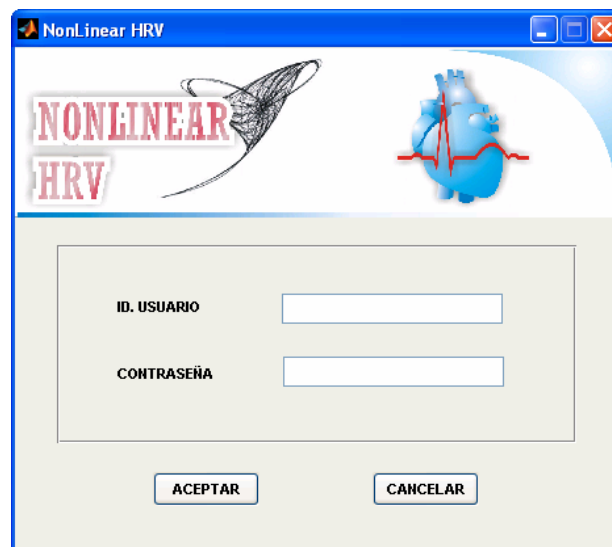 NonLinear HRV
NONLINEAR
HRV
ID. USUARIO
CONTRASEÑA
ACEPTAR
CANCELAR